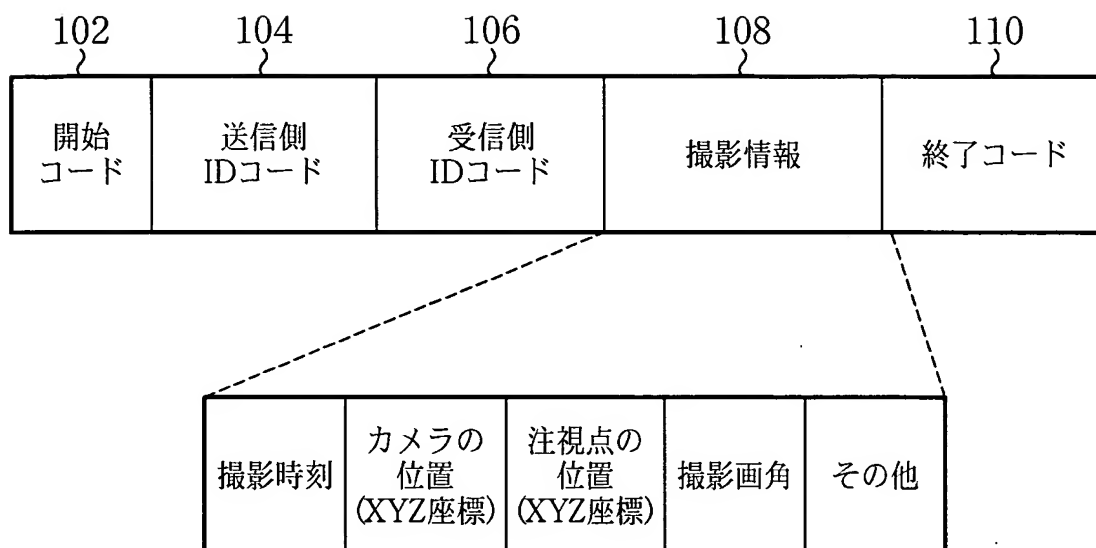 102 104 106 108 110
開始
コード
送信側
IDコード
受信側
IDコード
撮影情報
終了コード
撮影時刻
カメラの
位置
(XYZ座標)
注視点の
位置
(XYZ座標)
撮影画角
その他